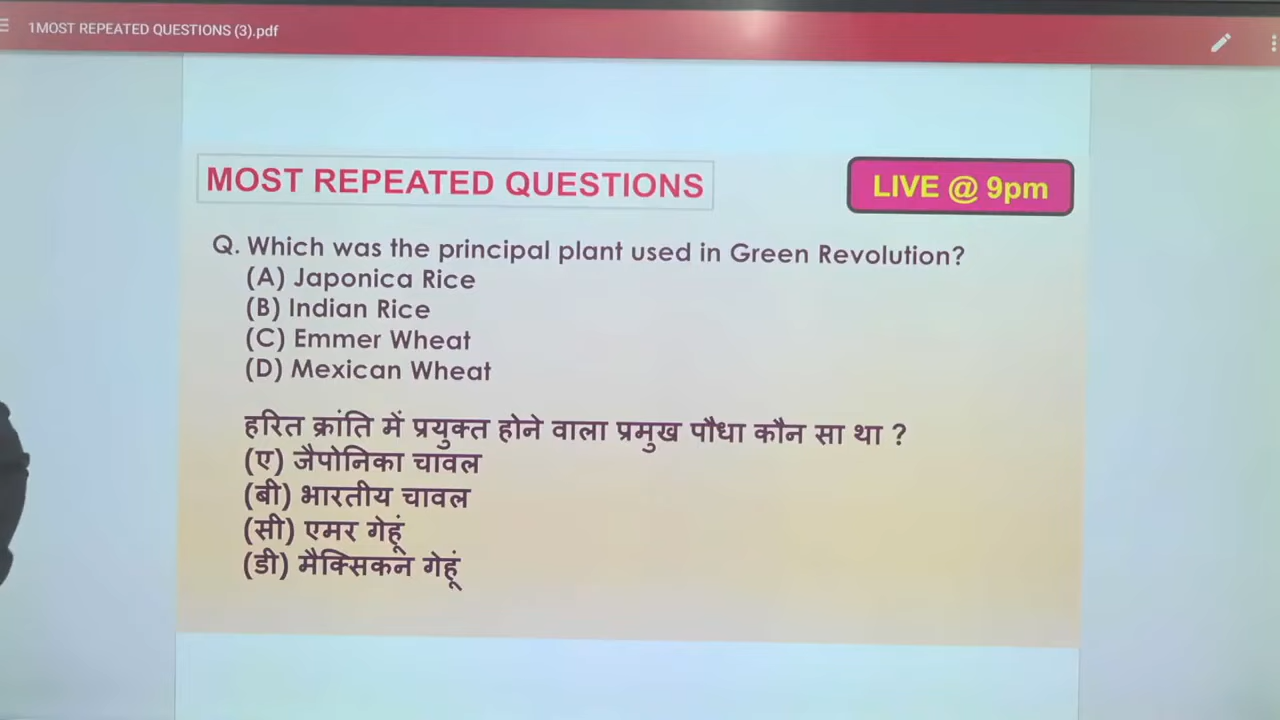 1MOST REPEATED QUESTIONS (3).pdf
MOST REPEATED QUESTIONS
LIVE @ 9pm
Q. Which was the principal plant used in Green Revolution?
(A) Japonica Rice
(B) Indian Rice
(C) Emmer Wheat
(D) Mexican Wheat
हरित क्रांति में प्रयुक्त होने वाला प्रमुख पौधा कौन सा था ?
(ए) जैपोनिका चावल
(बी) भारतीय चावल
(सी) एमर गेहूं
(डी) मैक्सिकन गेहूं